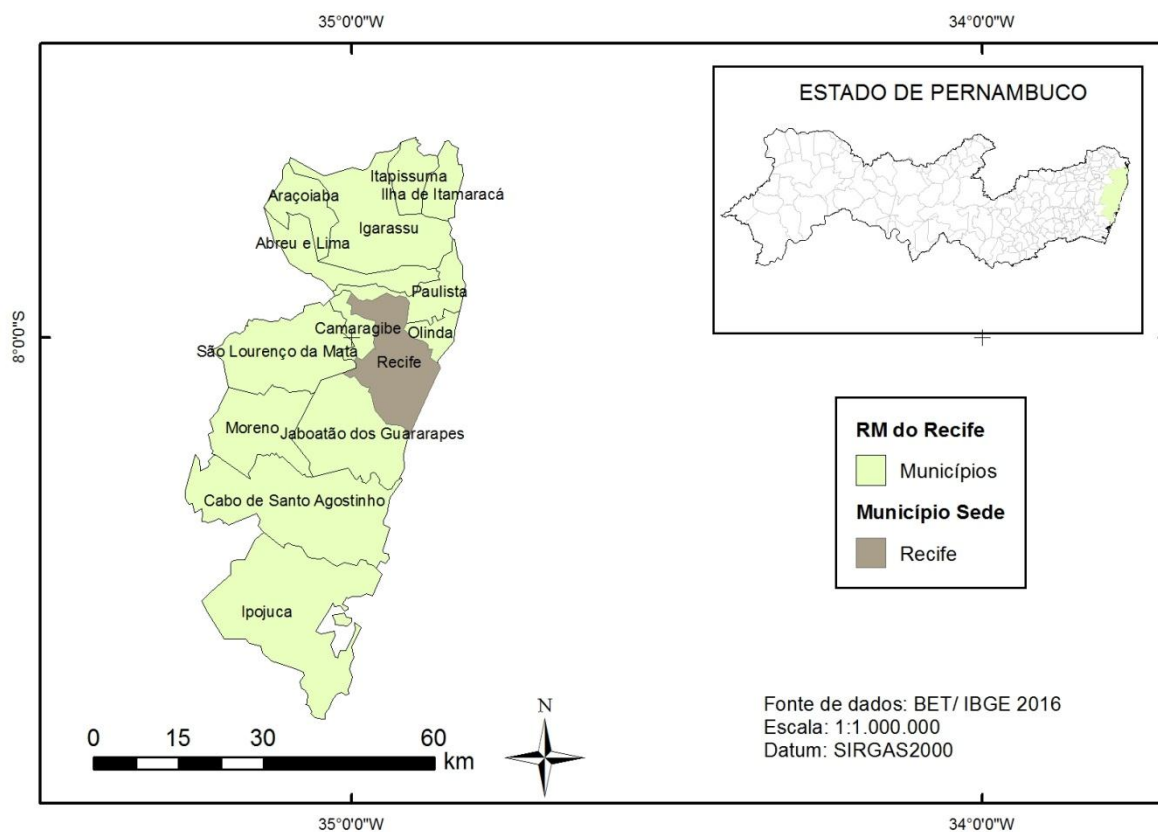 35°0'0"W
34°0'0"W
ESTADO DE PERNAMBUCO
Itapissuma
Araçoiaba
Ilha de Itamaracá
Igarassu
Abreu e Lima
Paulista
Camaragibe
Olinda
8°0'0"S
São Lourenço da Mata
Recife
Moreno
Jaboatão dos Guararapes
Cabo de Santo Agostinho
Ipojuca
RM do Recife
Municípios
Município Sede
Recife
Fonte de dados: BET/ IBGE 2016
Escala: 1:1.000.000
Datum: SIRGAS2000
N
0 15 30 60
km
35°0'0"W
34°0'0"W